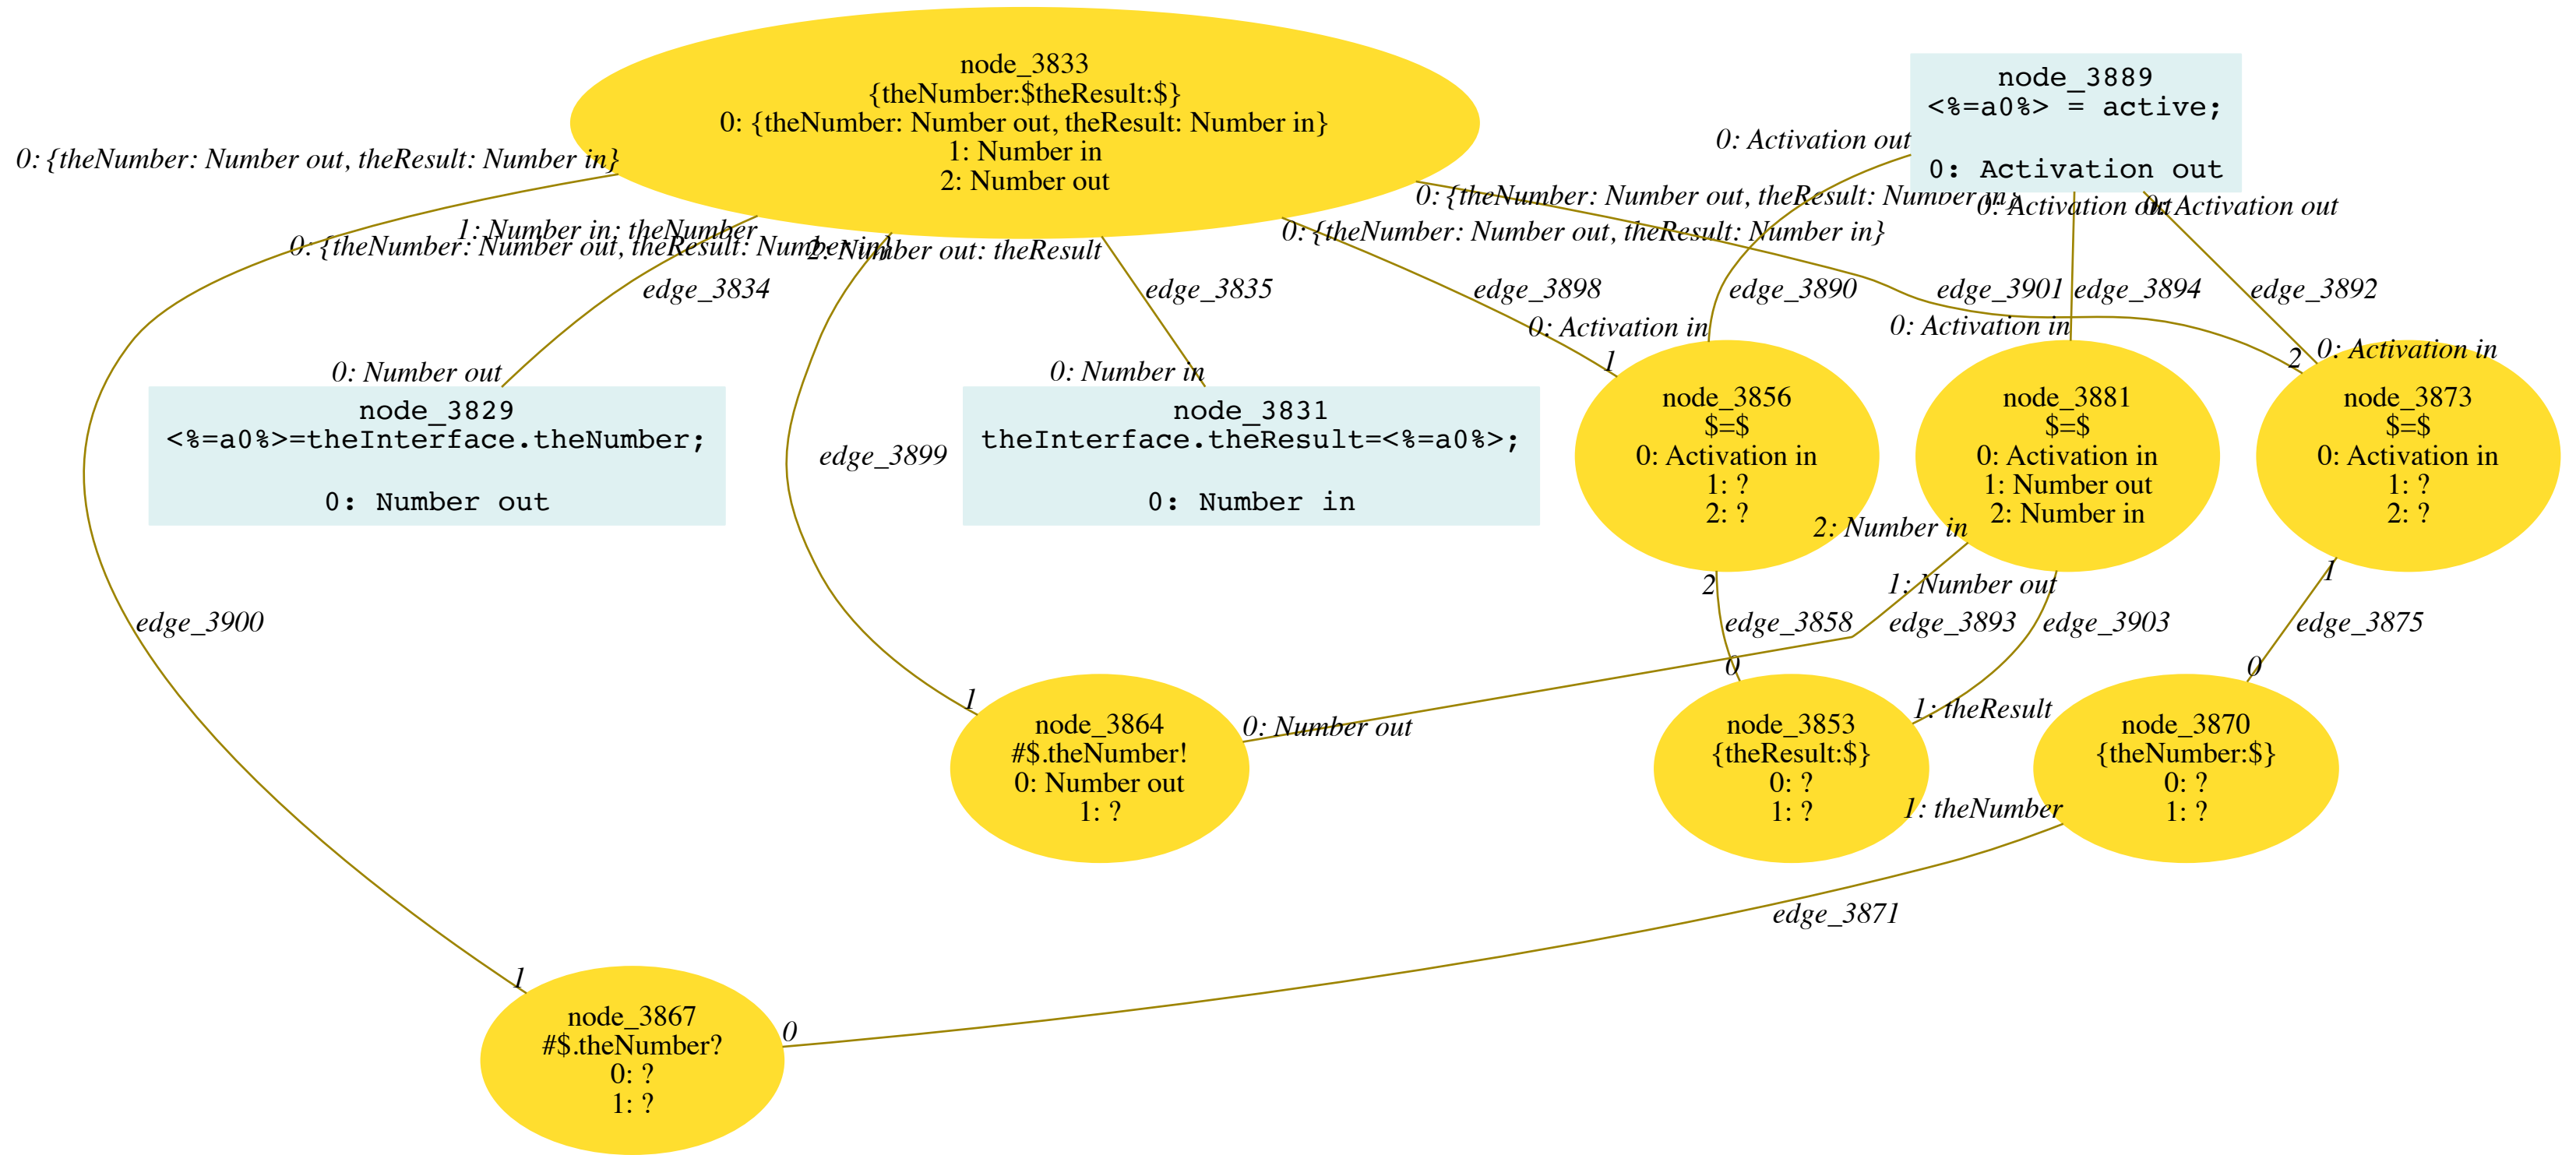 node_3833
{theNumber:$theResult:$}
0: {theNumber: Number out, theResult: Number in}
1: Number in
2: Number out
node_3889
<%=a0%> = active;
0: Activation out
0: {theNumber: Number out, theResult: Number in}
0: Activation out
0: {theNumber: Number out, theResult: Number in}
0: Activation out
0: Activation out
1: Number in: theNumber
0: {theNumber: Number out, theResult: Number in}
2: Number out: theResult
0: {theNumber: Number out, theResult: Number in}
edge_3834
edge_3835
edge_3898
edge_3890
edge_3901
edge_3894
edge_3892
0: Activation in
0: Activation in
0: Activation in
1
2
0: Number out
0: Number in
node_3829
<%=a0%>=theInterface.theNumber;
0: Number out
node_3831
theInterface.theResult=<%=a0%>;
0: Number in
node_3856
$=$
0: Activation in
1: ?
2: ?
node_3881
$=$
0: Activation in
1: Number out
2: Number in
node_3873
$=$
0: Activation in
1: ?
2: ?
edge_3899
2: Number in
2
1: Number out
1
edge_3900
edge_3858
edge_3893
edge_3903
edge_3875
0
0
1
0: Number out
1: theResult
node_3864
#$.theNumber!
0: Number out
1: ?
node_3853
{theResult:$}
0: ?
1: ?
node_3870
{theNumber:$}
0: ?
1: ?
1: theNumber
edge_3871
1
0
node_3867
#$.theNumber?
0: ?
1: ?